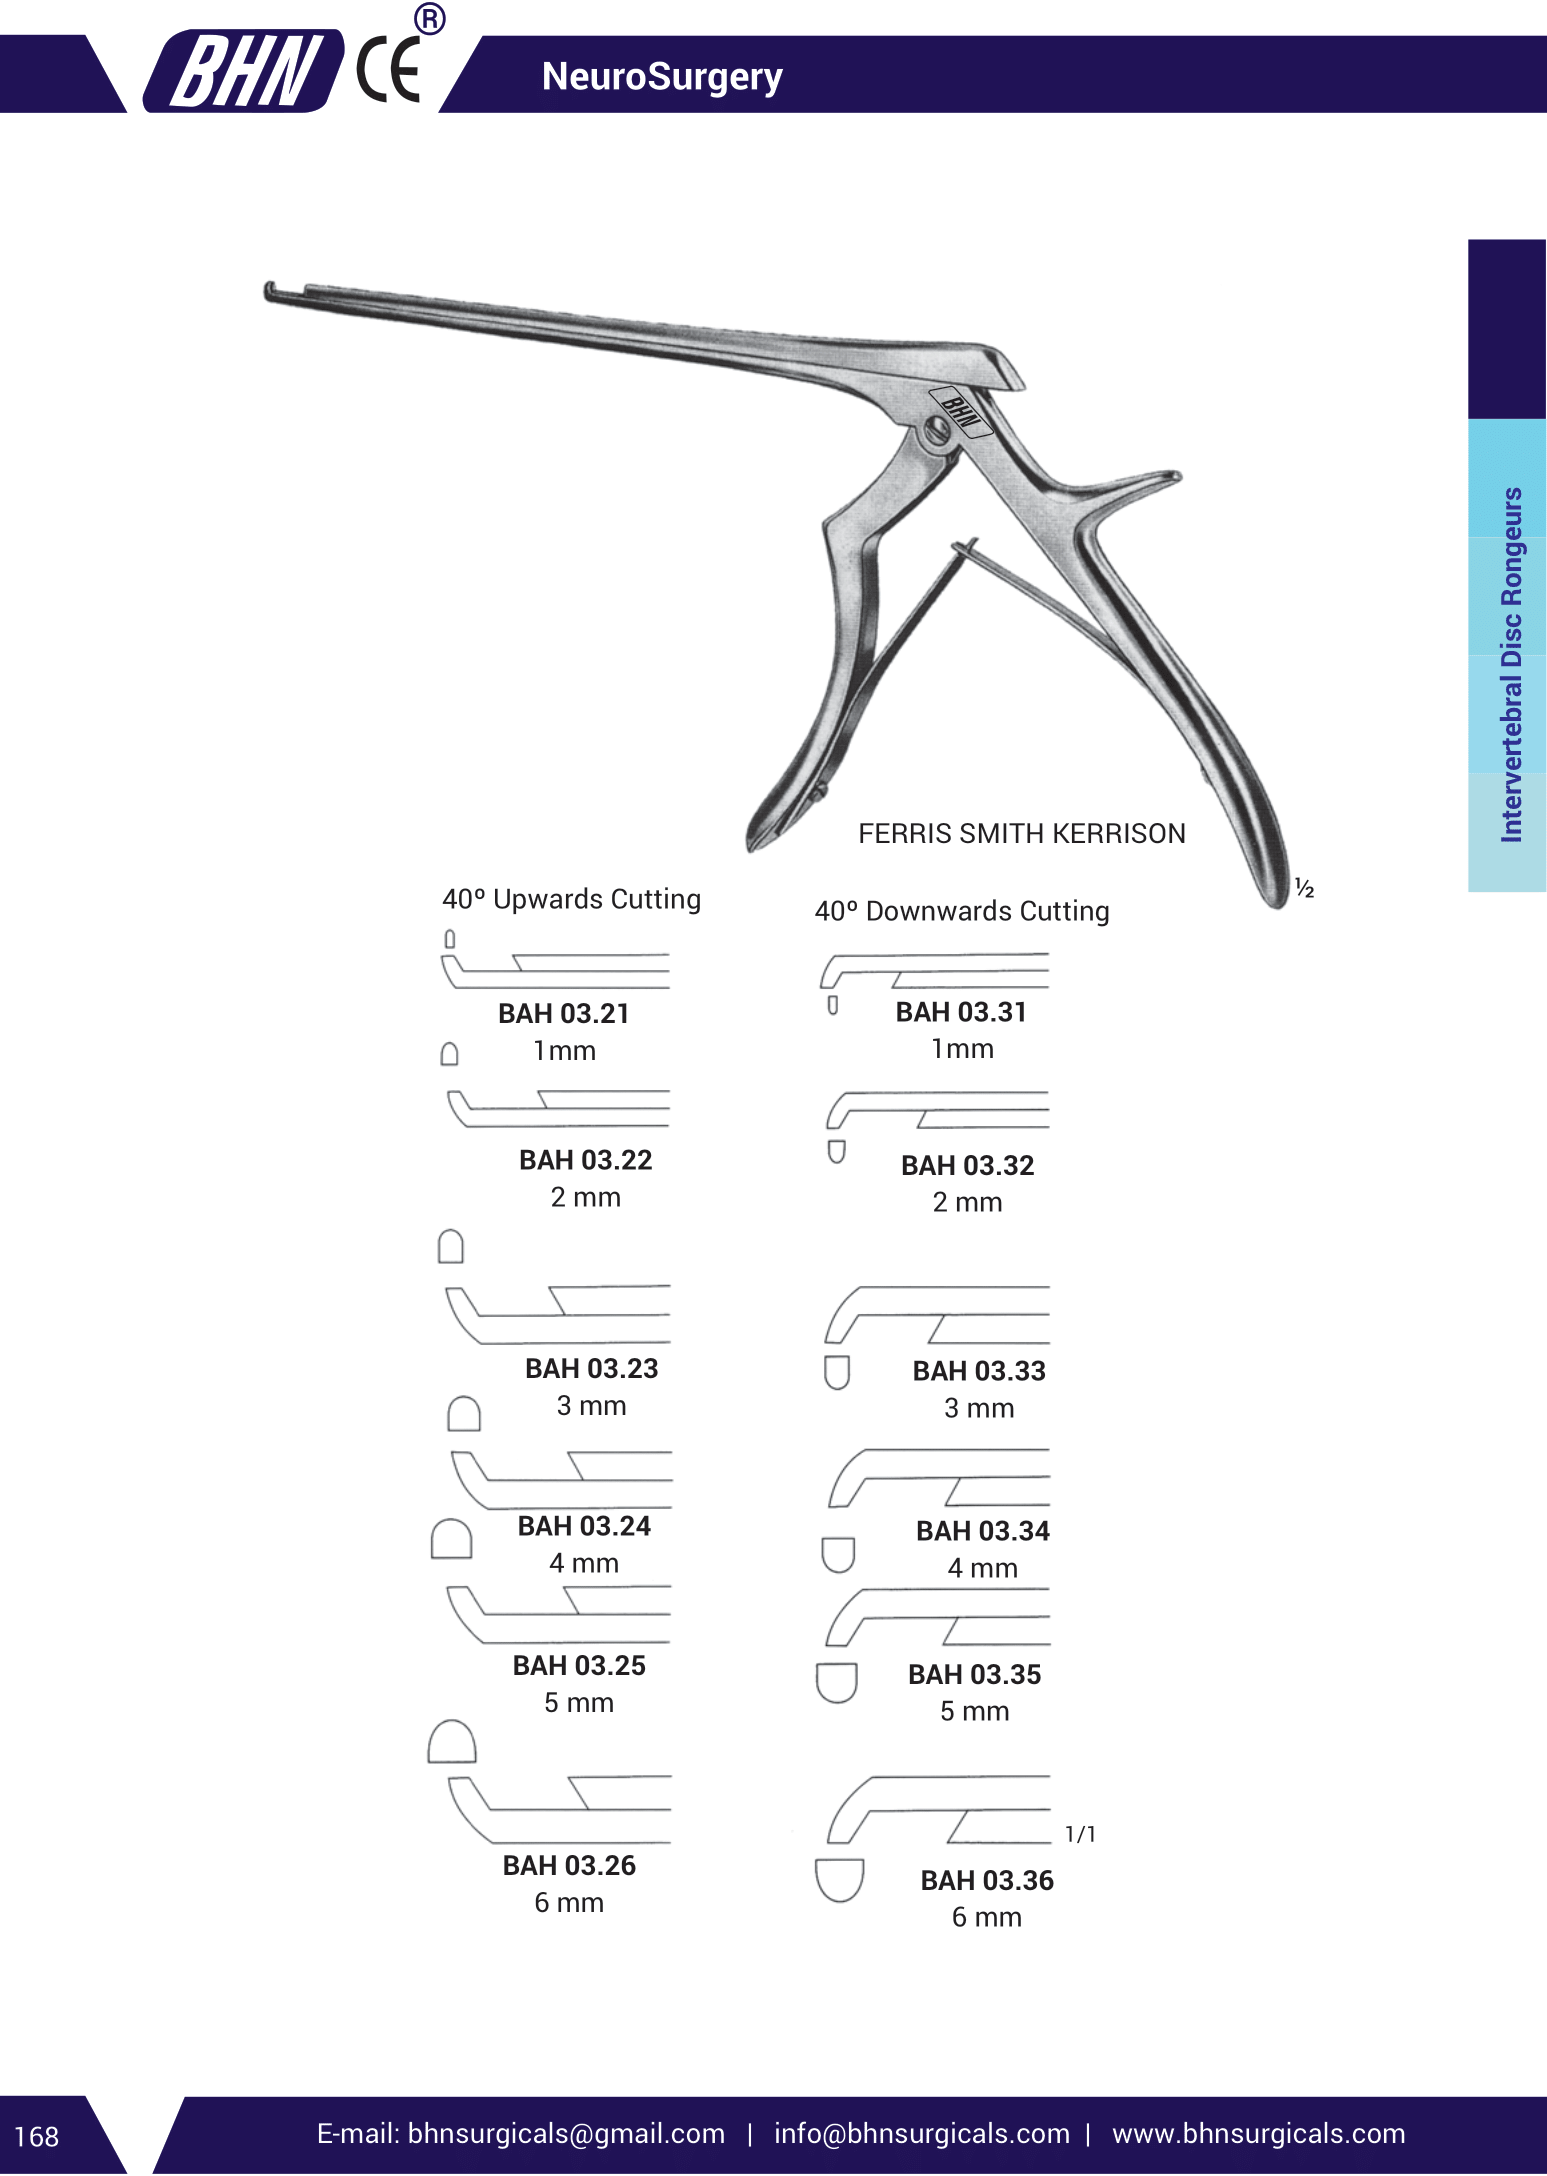 BHN CE ®
NeuroSurgery
BHN
Intervertebral Disc Rongeurs
FERRIS SMITH KERRISON
½
40º Upwards Cutting
BAH 03.21
1mm
BAH 03.22
2 mm
BAH 03.23
3 mm
BAH 03.24
4 mm
BAH 03.25
5 mm
BAH 03.26
6 mm
40º Downwards Cutting
BAH 03.31
1mm
BAH 03.32
2 mm
BAH 03.33
3 mm
BAH 03.34
4 mm
BAH 03.35
5 mm
1/1
BAH 03.36
6 mm
168
E-mail: bhnsurgicals@gmail.com | info@bhnsurgicals.com | www.bhnsurgicals.com